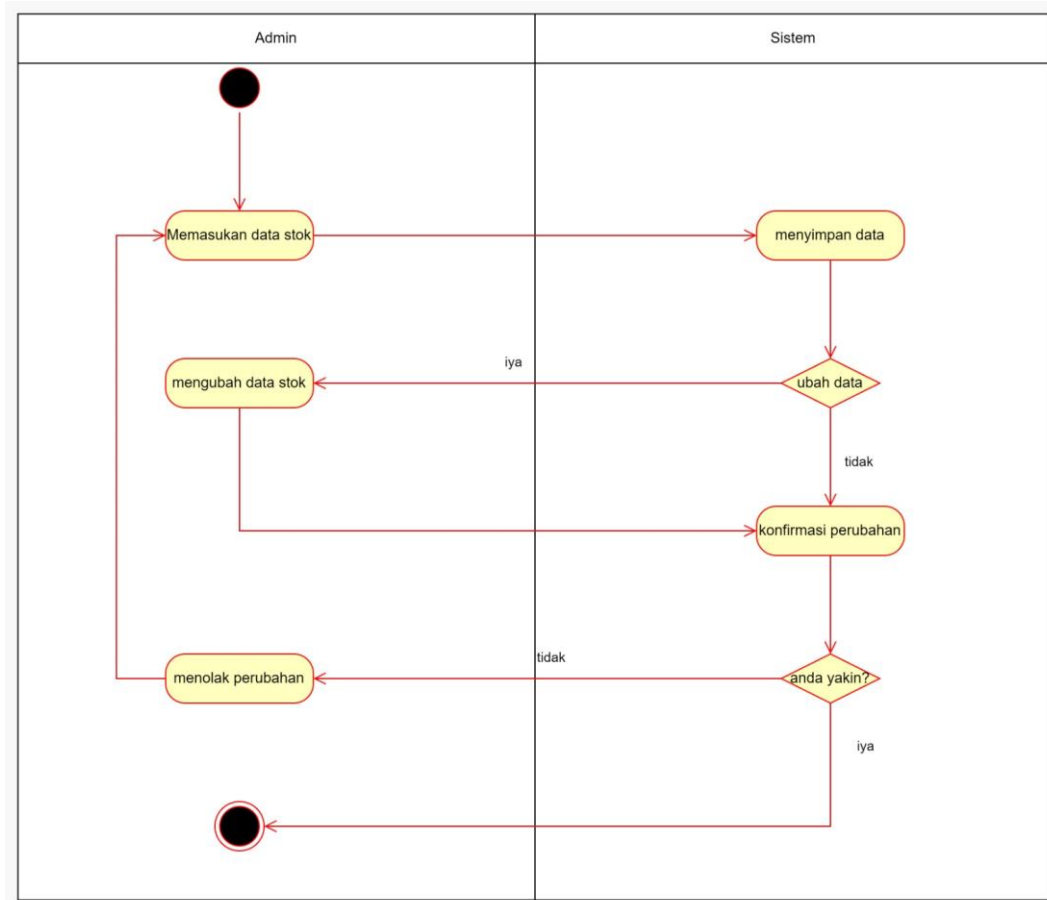 Admin
Sistem
Memasukan data stok
menyimpan data
iya
mengubah data stok
ubah data
tidak
konfirmasi perubahan
tidak
menolak perubahan
anda yakin?
iya